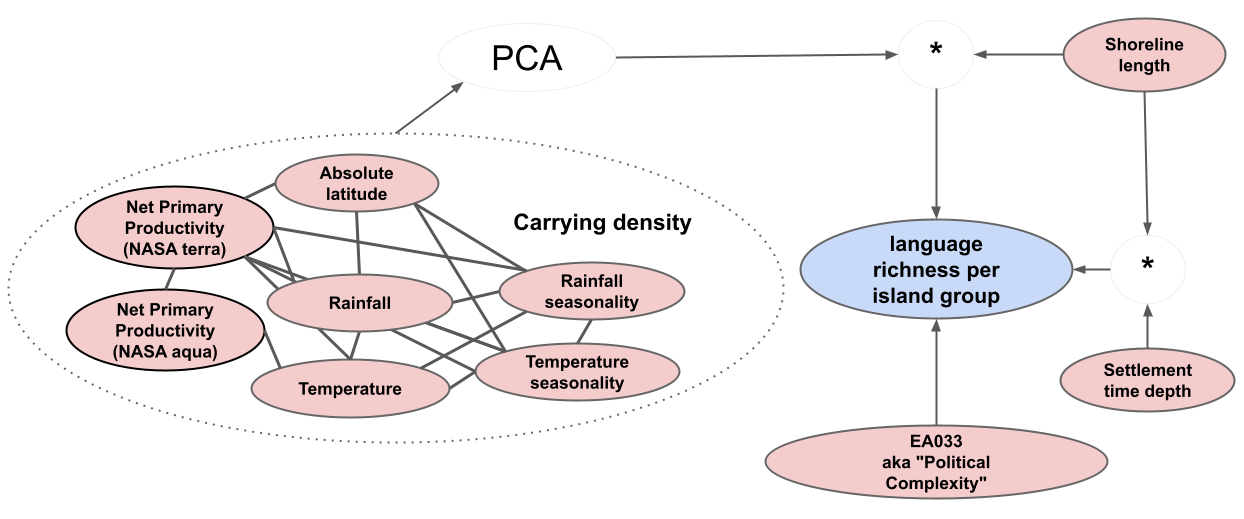 PCA
*
Shoreline
length
Absolute
latitude
Net Primary
Productivity
(NASA terra)
Carrying density
language
richness per
island group
*
Rainfall
Rainfall
seasonality
Net Primary
Productivity
(NASA aqua)
Temperature
Temperature
seasonality
Settlement
time depth
EA033
aka "Political
Complexity"